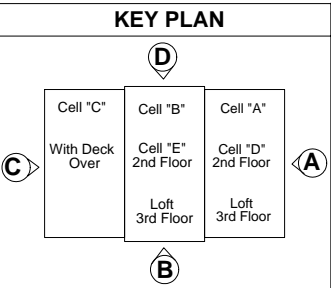 KEY PLAN
D
Cell "C"
With Deck
Over
Cell "B"
Cell "E"
2nd Floor
Loft
3rd Floor
Cell "A"
Cell "D"
2nd Floor
Loft
3rd Floor
C
A
B